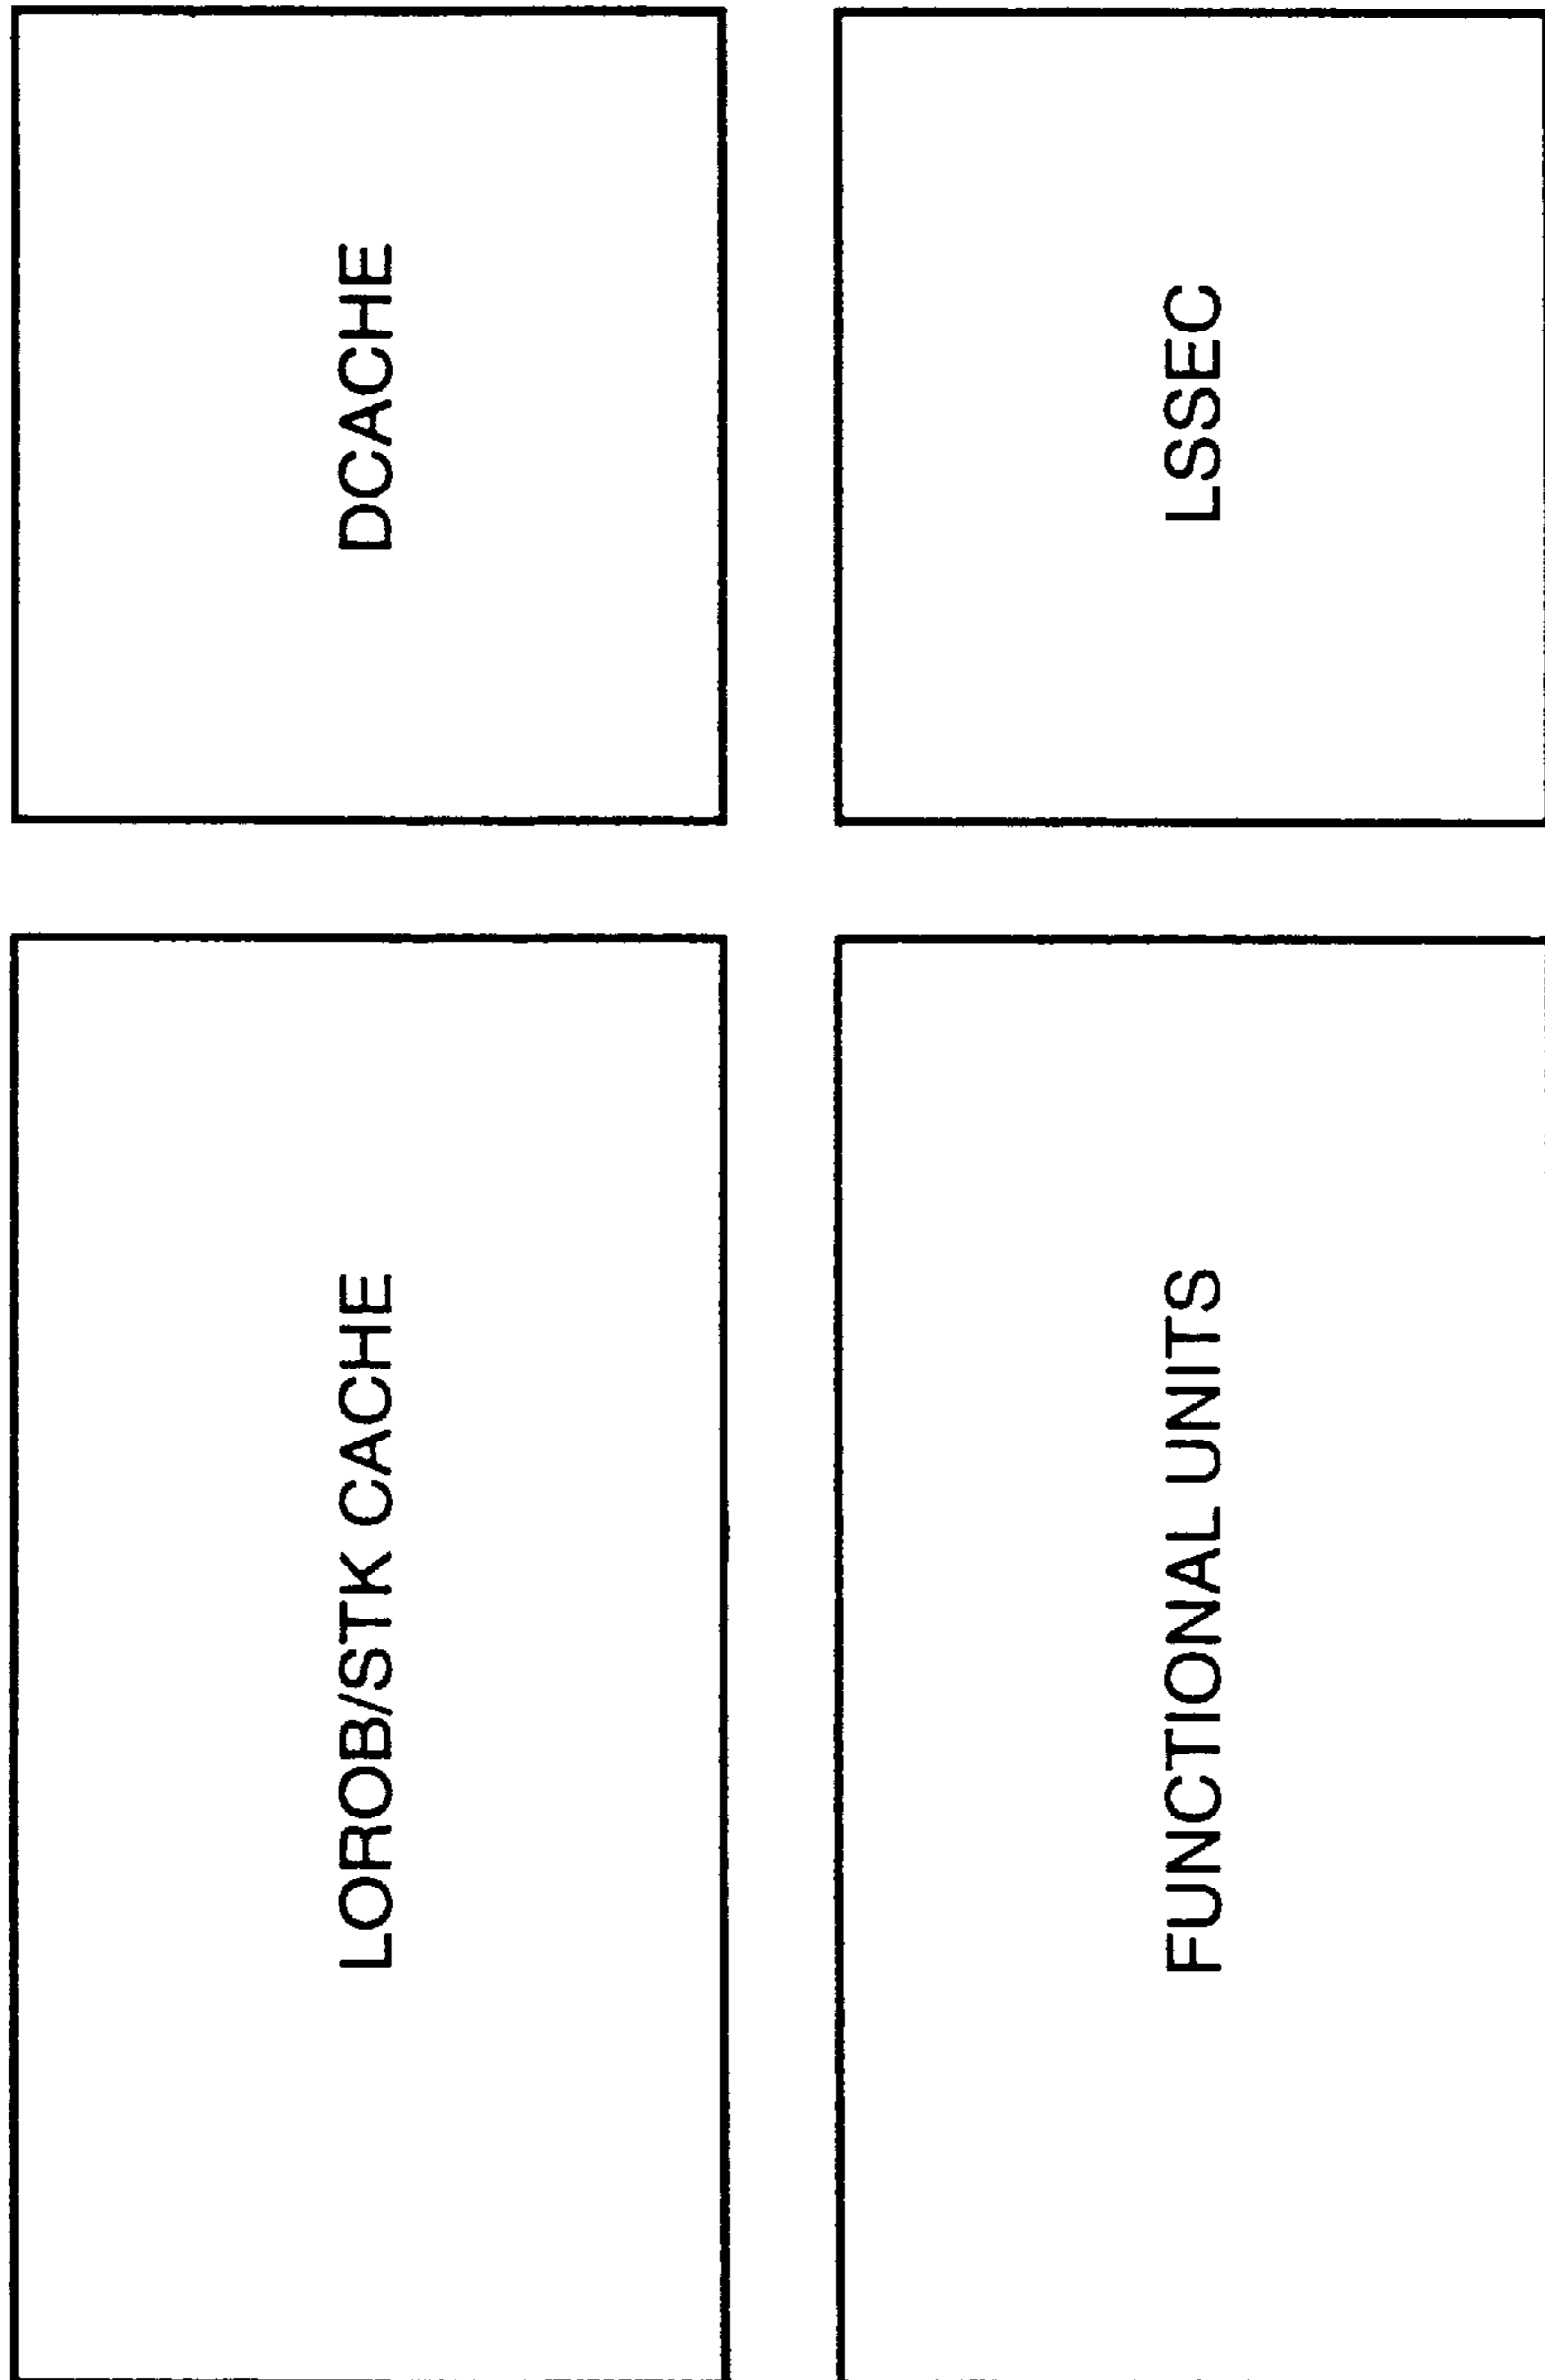 LOROB/STK CACHE
DCACHE
FUNCTIONAL UNITS
LSSEC